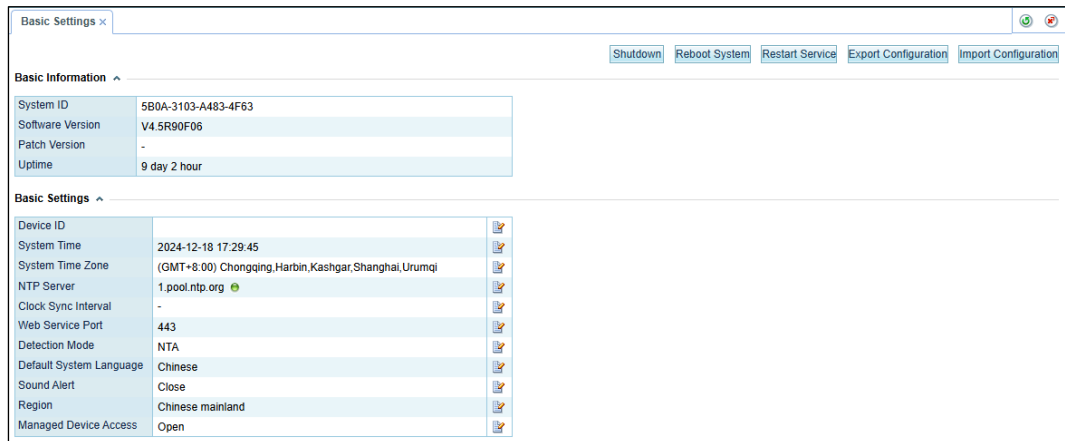 Basic Settings
Shutdown Reboot System Restart Service Export Configuration Import Configuration
Basic Information
System ID 5B0A-3103-A483-4F63
Software Version V4.5R90F06
Patch Version -
Uptime 9 day 2 hour
Basic Settings
Device ID
System Time 2024-12-18 17:29:45
System Time Zone (GMT+8:00) Chongqing,Harbin,Kashgar,Shanghai,Urumqi
NTP Server 1.pool.ntp.org
Clock Sync Interval -
Web Service Port 443
Detection Mode NTA
Default System Language Chinese
Sound Alert Close
Region Chinese mainland
Managed Device Access Open